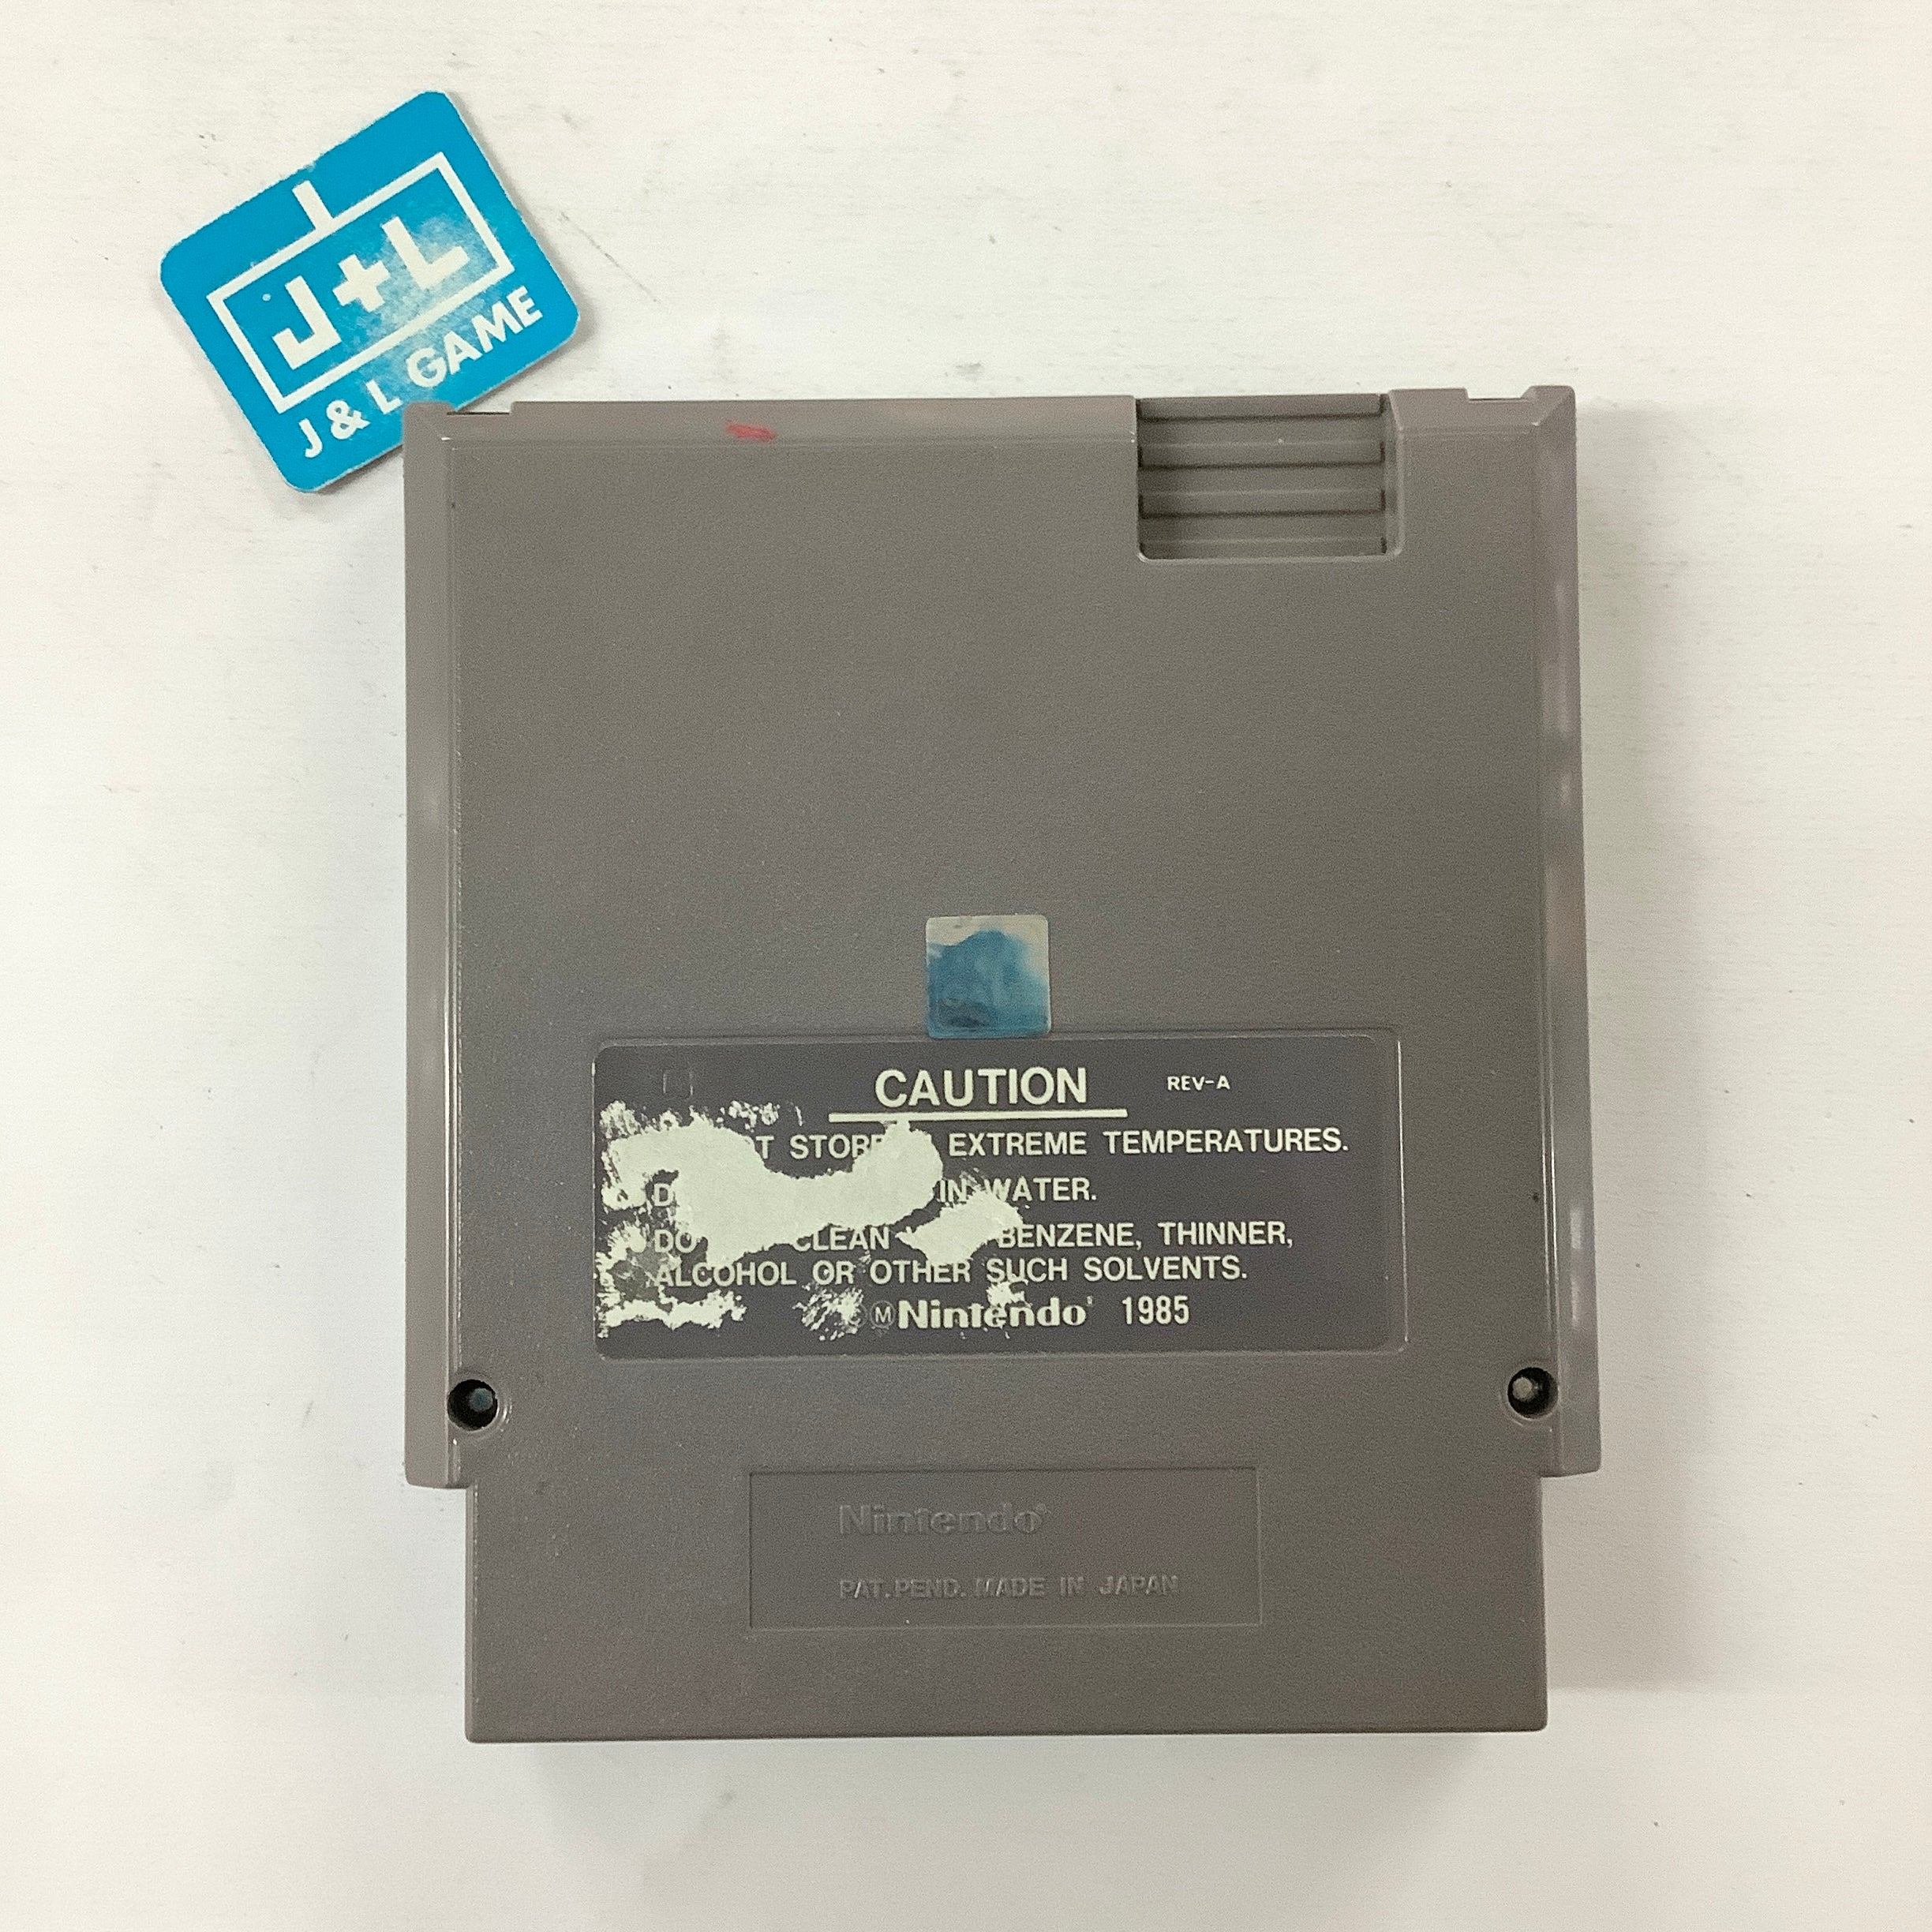 J+L
J & L GAME
CAUTION REV-A
STORE EXTREME TEMPERATURES.
IN WATER.
DO CLEAN BENZENE, THINNER,
ALCOHOL OR OTHER SUCH SOLVENTS.
Ⓜ Nintendo® 1985
Nintendo®
PAT.PEND. MADE IN JAPAN